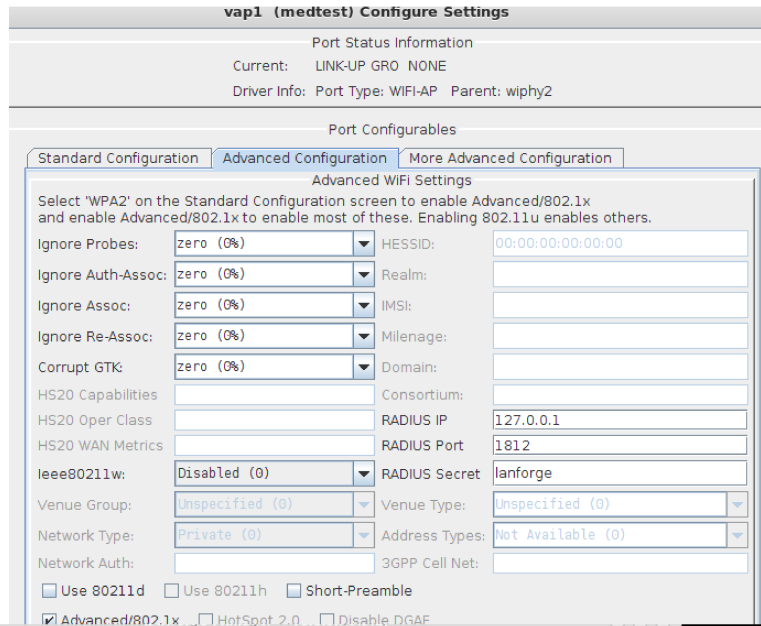 vap1 (medtest) Configure Settings
Port Status Information
Current: LINK-UP GRO NONE
Driver Info: Port Type: WIFI-AP Parent: wiphy2
Port Configurables
Standard Configuration Advanced Configuration More Advanced Configuration
Advanced WiFi Settings
Select 'WPA2' on the Standard Configuration screen to enable Advanced/802.1x
and enable Advanced/802.1x to enable most of these. Enabling 802.11u enables others.
Ignore Probes: zero (0%) HESSID: 00:00:00:00:00:00
Ignore Auth-Assoc: zero (0%) Realm:
Ignore Assoc: zero (0%) IMSI:
Ignore Re-Assoc: zero (0%) Milenage:
Corrupt GTK: zero (0%) Domain:
HS20 Capabilities Consortium:
HS20 Oper Class RADIUS IP 127.0.0.1
HS20 WAN Metrics RADIUS Port 1812
Ieee80211w: Disabled (0) RADIUS Secret lanforge
Venue Group: Unspecified (0) Venue Type: Unspecified (0)
Network Type: Private (0) Address Types: Not Available (0)
Network Auth: 3GPP Cell Net:
Use 80211d Use 80211h Short-Preamble
Advanced/802.1x HotSpot 2.0 Disable DGAF